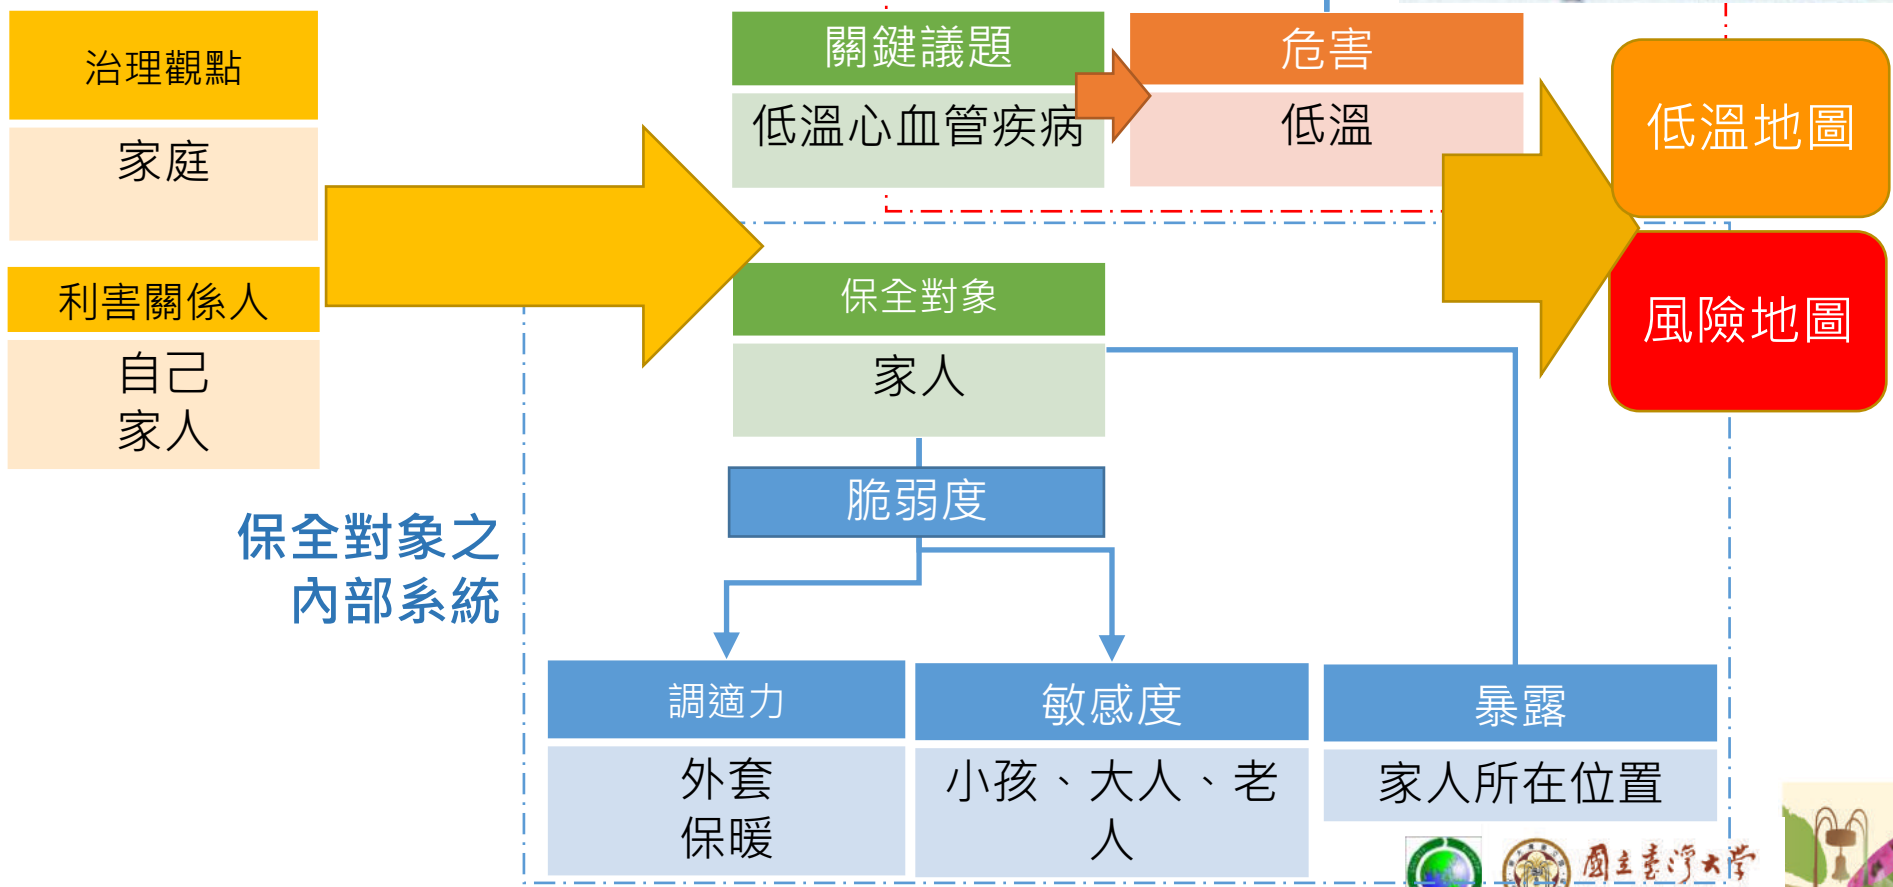 治理觀點
家庭
利害關係人
自己
家人
關鍵議題
低溫心血管疾病
危害
低溫
低溫地圖
風險地圖
保全對象
家人
脆弱度
保全對象之
內部系統
調適力
外套
保暖
敏感度
小孩、大人、老
人
暴露
家人所在位置
國立臺灣大學